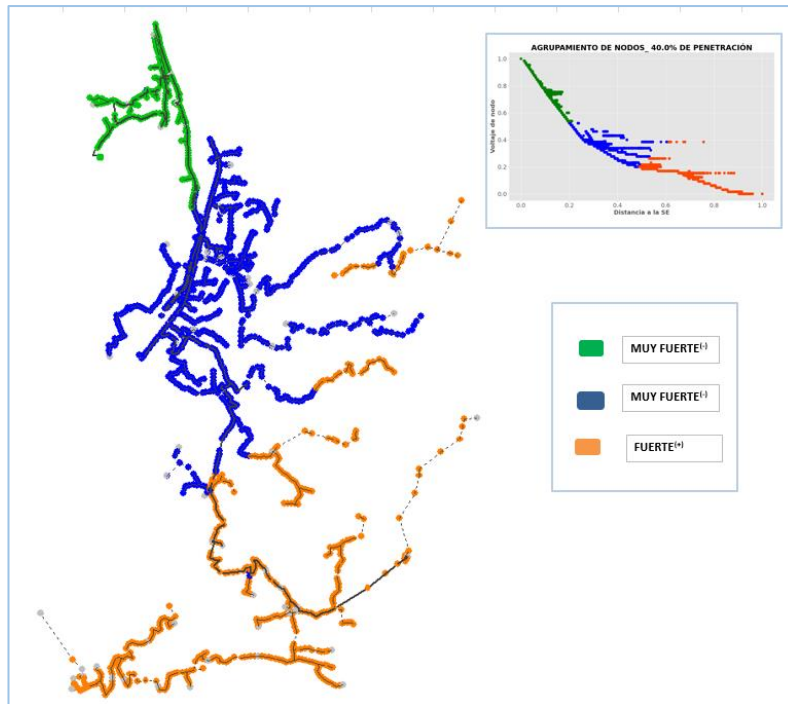 AGRUPAMIENTO DE NODOS_ 40.0% DE PENETRACIÓN
Voltaje de nodo
1.0
0.8
0.6
0.4
0.2
0.0
0.0 0.2 0.4 0.6 0.8 1.0
Distancia a la SE
MUY FUERTE(-)
MUY FUERTE(-)
FUERTE(+)